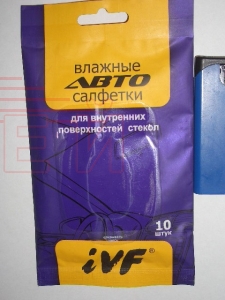 влажные
АВТО
салфетки
для внутренних
поверхностей стекол
10
штук
iVF®